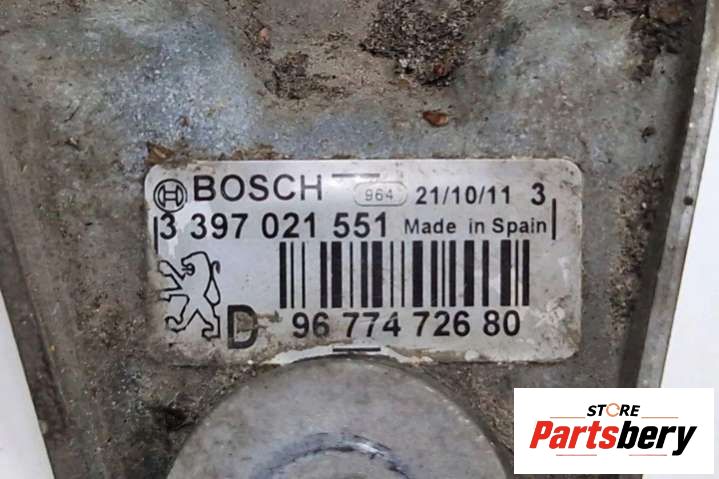 BOSCH 964 21/10/11 3
3 397 021 551 Made in Spain
D 96 774 726 80
STORE
Partsbery